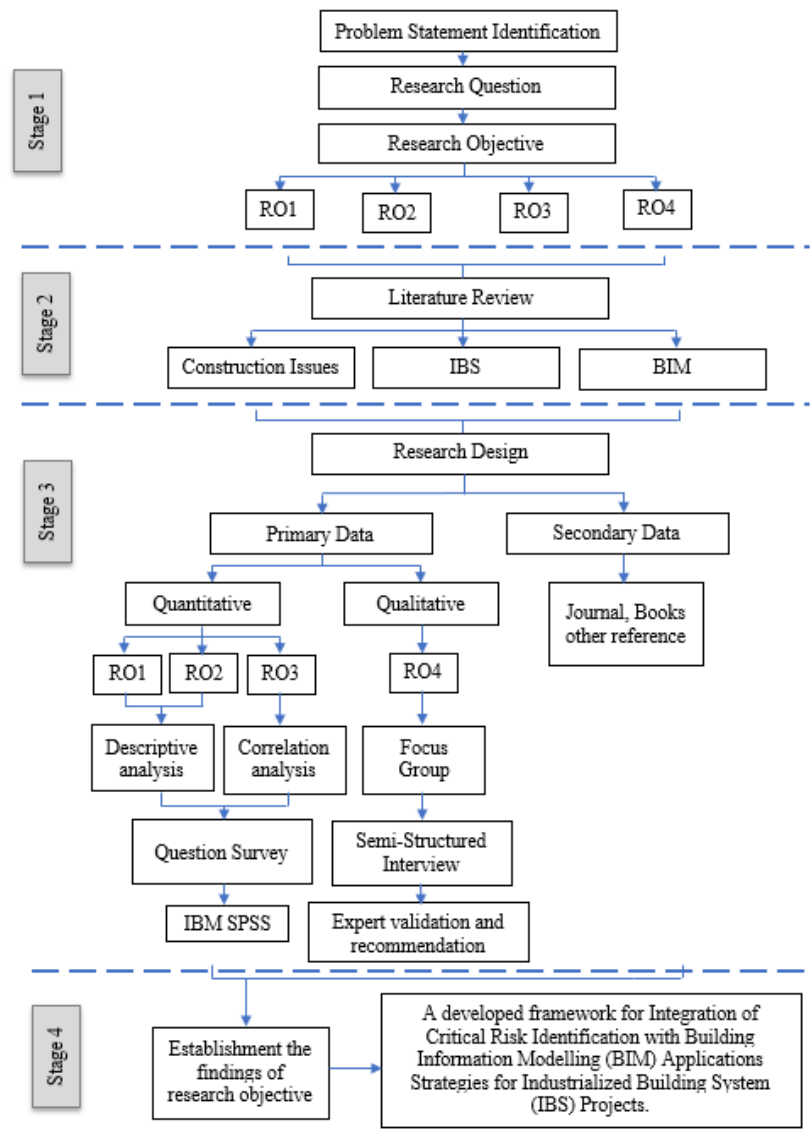 Problem Statement Identification
Stage 1
Research Question
Research Objective
RO1
RO2
RO3
RO4
Stage 2
Literature Review
Construction Issues
IBS
BIM
Stage 3
Research Design
Primary Data
Secondary Data
Quantitative
Qualitative
Journal, Books
other reference
RO1
RO2
RO3
RO4
Descriptive
analysis
Correlation
analysis
Focus
Group
Question Survey
Semi-Structured
Interview
IBM SPSS
Expert validation and
recommendation
Stage 4
Establishment the
findings of
research objective
A developed framework for Integration of
Critical Risk Identification with Building
Information Modelling (BIM) Applications
Strategies for Industrialized Building System
(IBS) Projects.